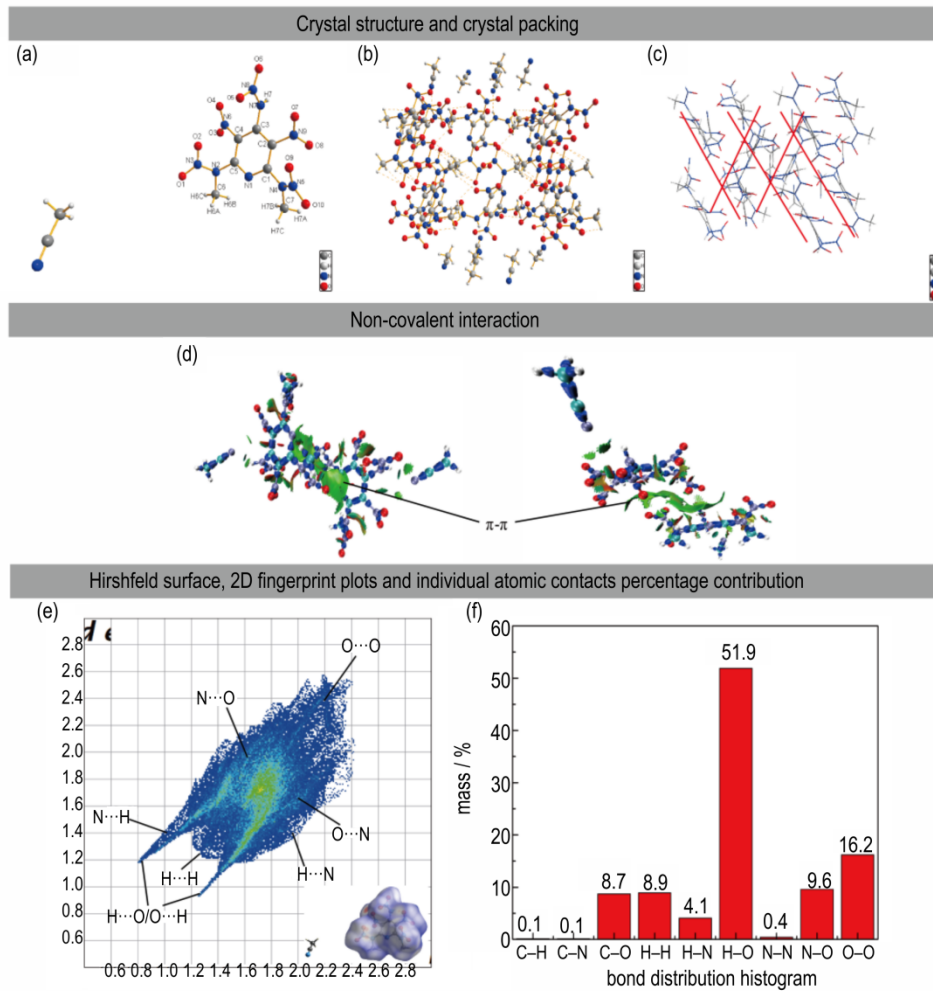 Crystal structure and crystal packing
(a)
(b)
(c)
O5
O4
N8
H7
O7
N6
C4
C3
O2
O3
C2
N9
O8
N3
N2
C5
O9
O1
N1
C1
C6
N4
H6C
H6B
C7
O10
H6A
H7B
H7A
H7C
Non-covalent interaction
(d)
π-π
Hirshfeld surface, 2D fingerprint plots and individual atomic contacts percentage contribution
(e)
2.8
2.6
2.4
2.2
2.0
1.8
1.6
1.4
1.2
1.0
0.8
0.6
O···O
N···O
N···H
O···N
H···H
H···N
H···O/O···H
0.6 0.8 1.0 1.2 1.4 1.6 1.8 2.0 2.2 2.4 2.6 2.8
(f)
60
50
40
30
20
10
0
mass / %
0.1 0.1 8.7 8.9 4.1 51.9 0.4 9.6 16.2
C–H C–N C–O H–H H–N H–O N–N N–O O–O
bond distribution histogram